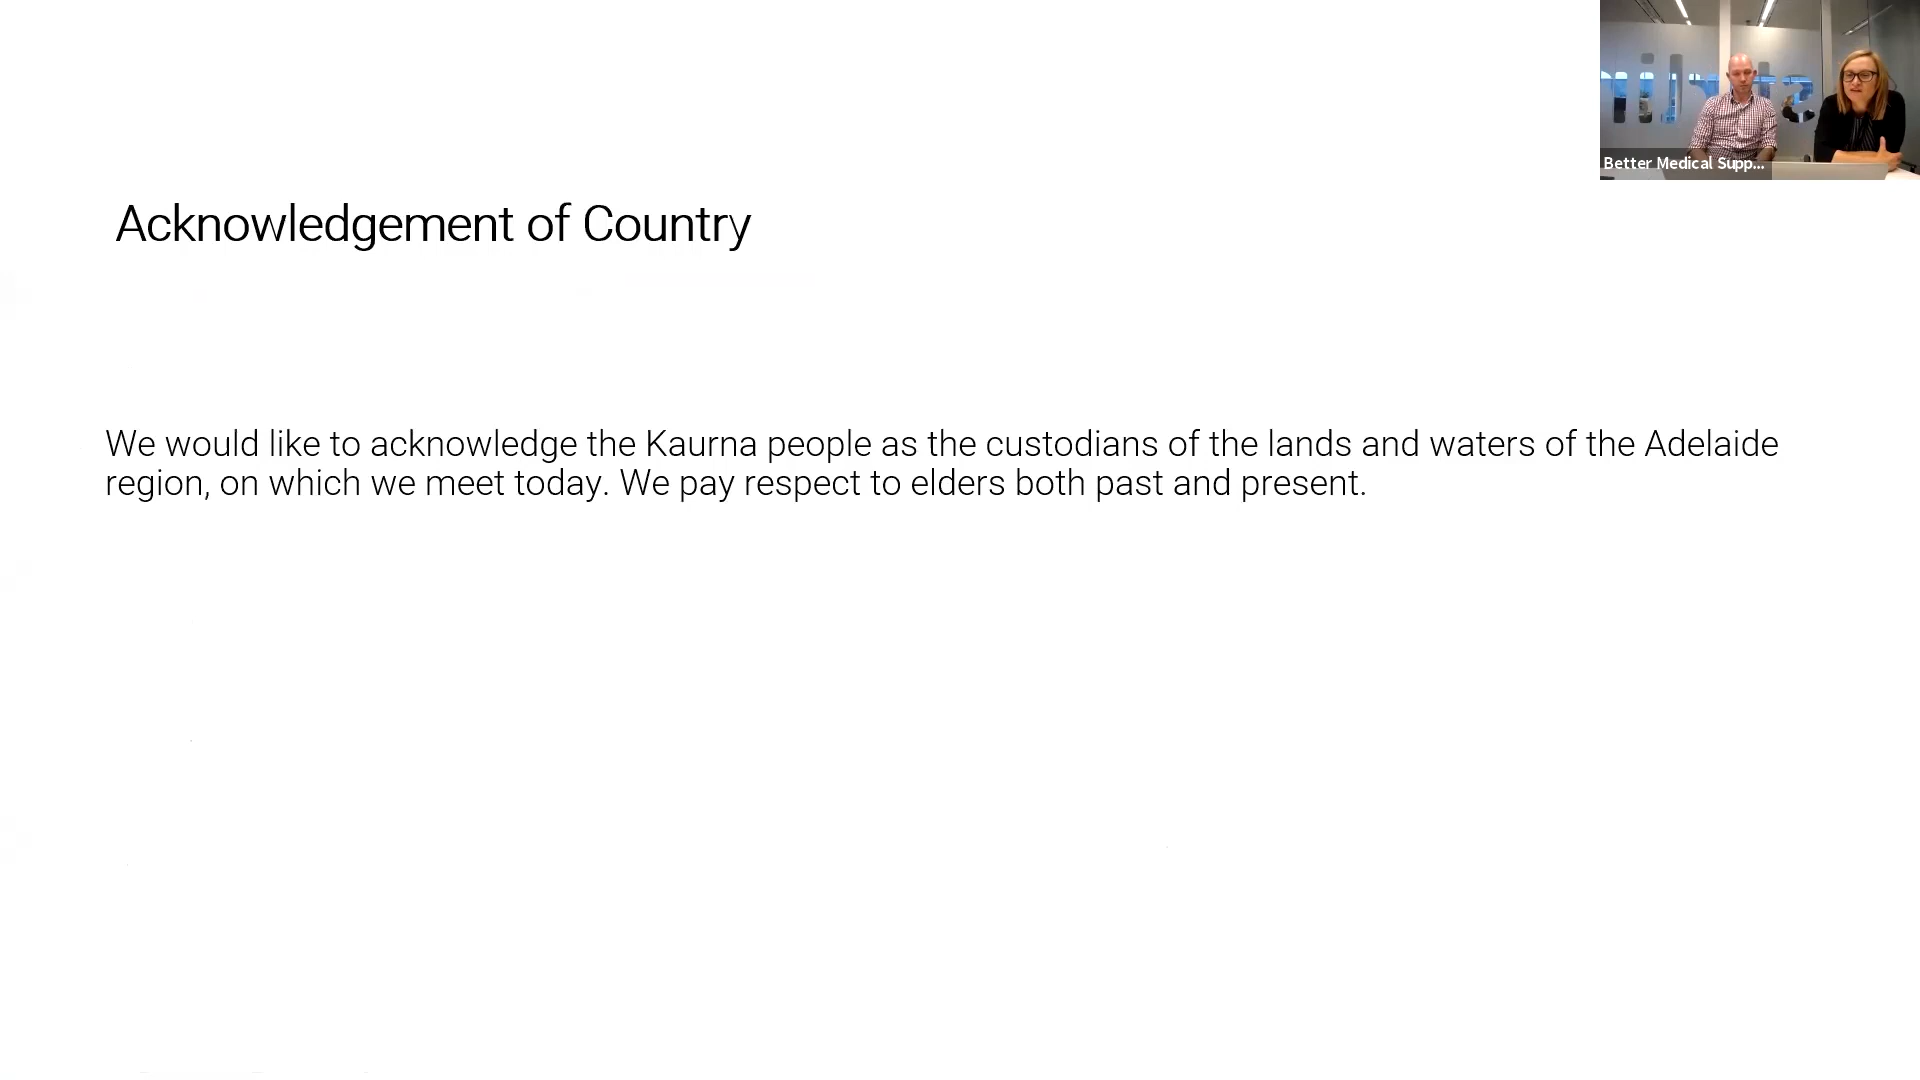 Better Medical Supp...
Acknowledgement of Country
We would like to acknowledge the Kaurna people as the custodians of the lands and waters of the Adelaide
region, on which we meet today. We pay respect to elders both past and present.